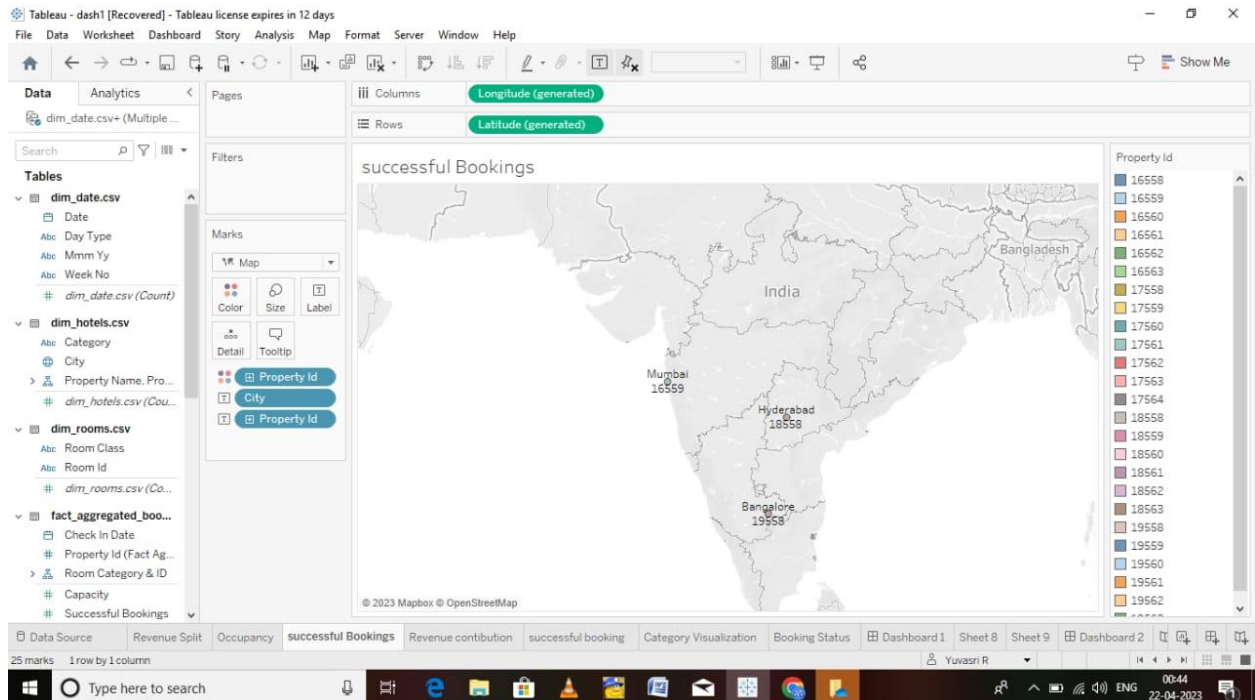 Tableau - dash1 [Recovered] - Tableau license expires in 12 days
File Data Worksheet Dashboard Story Analysis Map Format Server Window Help
Show Me
Data Analytics
dim_date.csv+ (Multiple ...
Search
Tables
dim_date.csv
Date
Abc Day Type
Abc Mmm Yy
Abc Week No
# dim_date.csv (Count)
dim_hotels.csv
Abc Category
City
Property Name, Pro...
# dim_hotels.csv (Cou...
dim_rooms.csv
Abc Room Class
Abc Room Id
# dim_rooms.csv (Co...
fact_aggregated_boo...
Check In Date
# Property Id (Fact Ag...
Room Category & ID
# Capacity
# Successful Bookings
Pages
Filters
Marks
Map
Color Size Label
Detail Tooltip
Property Id
City
Property Id
Columns Longitude (generated)
Rows Latitude (generated)
successful Bookings
India
Bangladesh
Mumbai
16559
Hyderabad
18558
Bangalore
19558
© 2023 Mapbox © OpenStreetMap
Property Id
16558
16559
16560
16561
16562
16563
17558
17559
17560
17561
17562
17563
17564
18558
18559
18560
18561
18562
18563
19558
19559
19560
19561
19562
Data Source Revenue Split Occupancy successful Bookings Revenue contibution successful booking Category Visualization Booking Status Dashboard 1 Sheet 8 Sheet 9 Dashboard 2
25 marks 1 row by 1 column Yuvasri R
Type here to search
ENG 00:44
22-04-2023